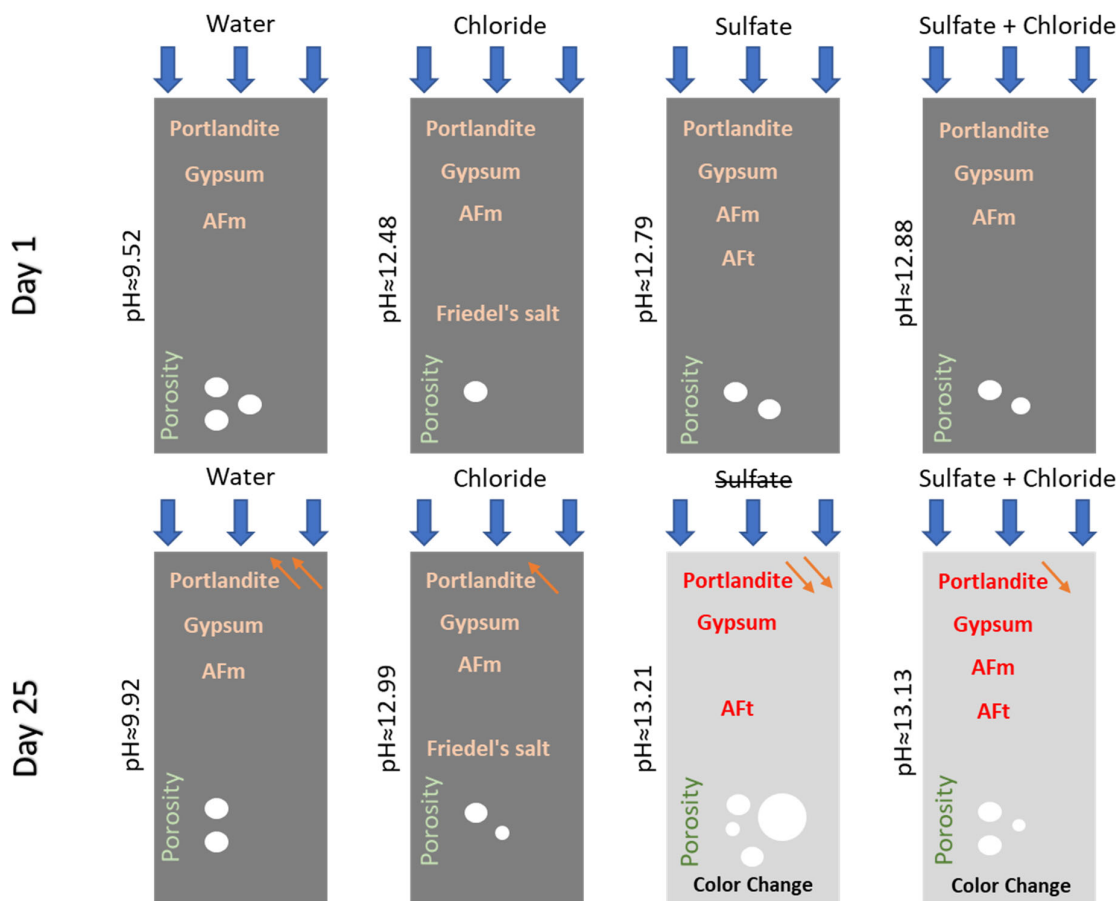 Water
Chloride
Sulfate
Sulfate + Chloride
Day 1
pH≈9.52
Portlandite
Gypsum
AFm
Porosity
pH≈12.48
Portlandite
Gypsum
AFm
Friedel's salt
Porosity
pH≈12.79
Portlandite
Gypsum
AFm
AFt
Porosity
pH≈12.88
Portlandite
Gypsum
AFm
Porosity
Water
Chloride
Sulfate
Sulfate + Chloride
Day 25
pH≈9.92
Portlandite
Gypsum
AFm
Porosity
pH≈12.99
Portlandite
Gypsum
AFm
Friedel's salt
Porosity
pH≈13.21
Portlandite
Gypsum
AFt
Porosity
Color Change
pH≈13.13
Portlandite
Gypsum
AFm
AFt
Porosity
Color Change